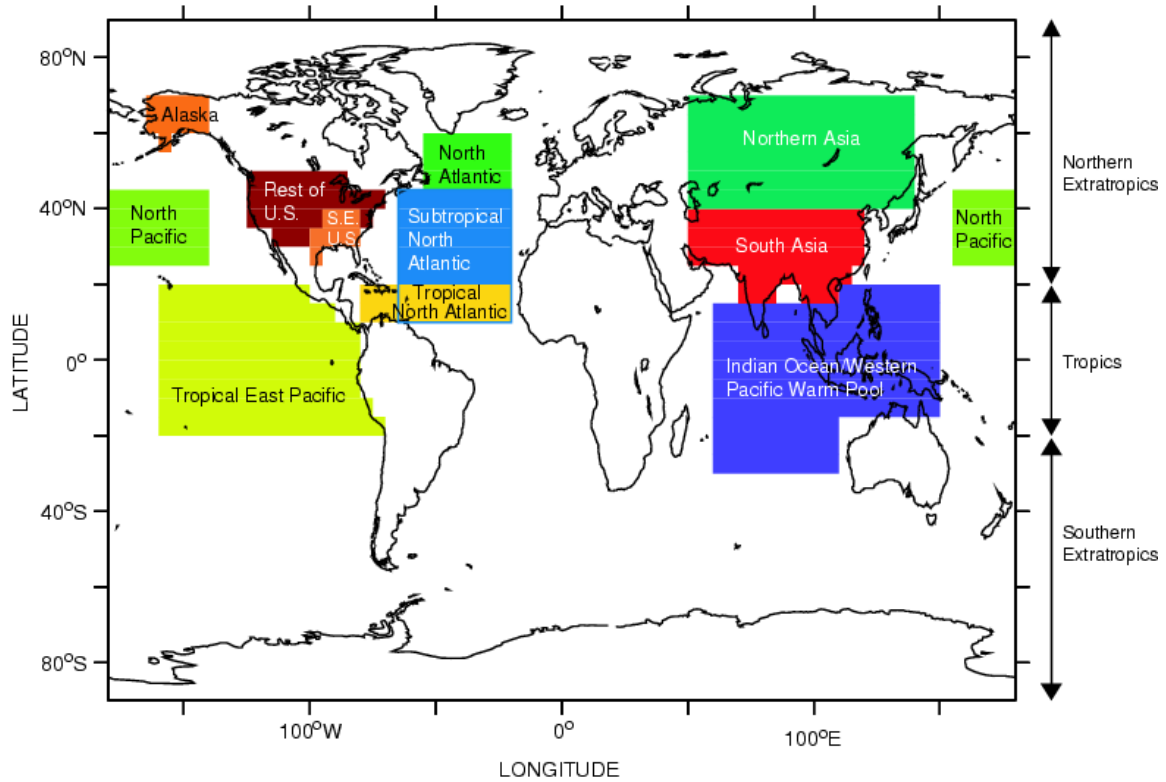 80°N
40°N
0°
40°S
80°S
LATITUDE
100°W
0°
100°E
LONGITUDE
Alaska
North
Pacific
Rest of
U.S.
S.E.
U.S
North
Atlantic
Subtropical
North
Atlantic
Tropical
North Atlantic
Tropical East Pacific
Northern Asia
South Asia
Indian Ocean/Western
Pacific Warm Pool
North
Pacific
Northern
Extratropics
Tropics
Southern
Extratropics